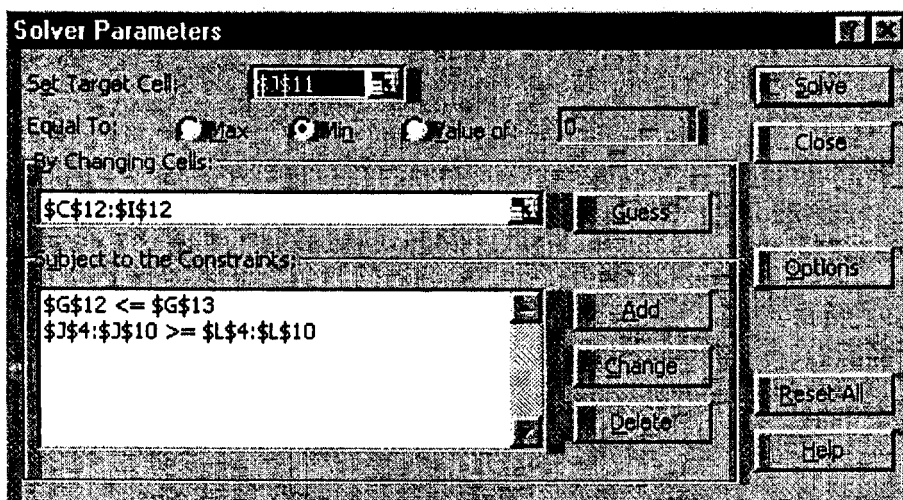 Solver Parameters
Set Target Cell: $J$11 Solve
Equal To: Max Min Value of: 0 Close
By Changing Cells:
$C$12:$I$12 Guess
Subject to the Constraints: Options
$G$12 <= $G$13 Add
$J$4:$J$10 >= $L$4:$L$10
Change
Reset All
Delete
Help